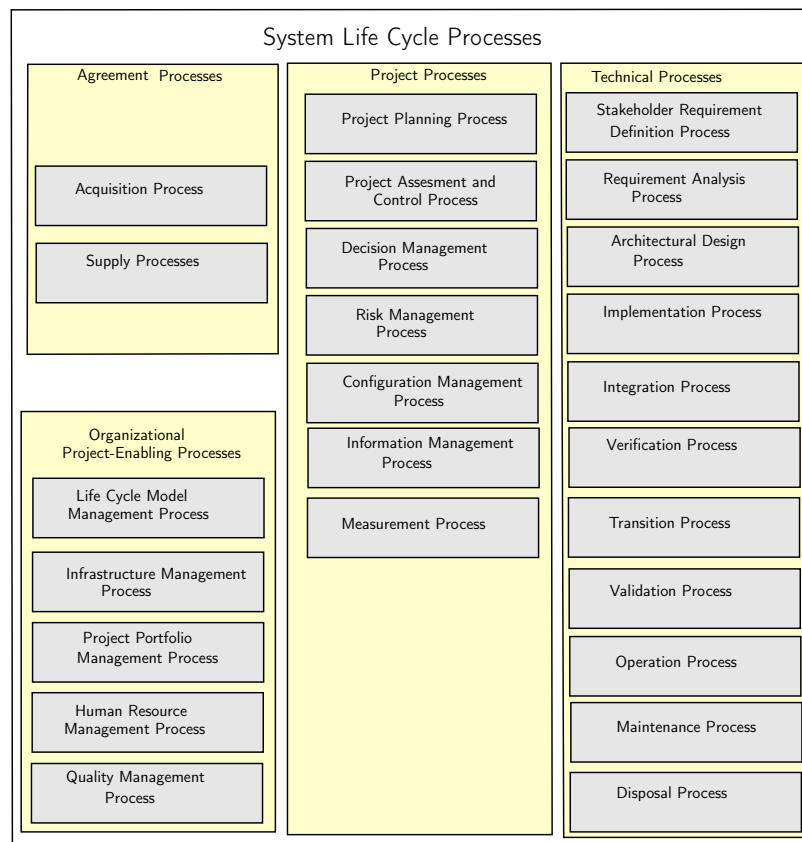 System Life Cycle Processes
Agreement Processes
Acquisition Process
Supply Processes
Organizational
Project-Enabling Processes
Life Cycle Model
Management Process
Infrastructure Management
Process
Project Portfolio
Management Process
Human Resource
Management Process
Quality Management
Process
Project Processes
Project Planning Process
Project Assesment and
Control Process
Decision Management
Process
Risk Management
Process
Configuration Management
Process
Information Management
Process
Measurement Process
Technical Processes
Stakeholder Requirement
Definition Process
Requirement Analysis
Process
Architectural Design
Process
Implementation Process
Integration Process
Verification Process
Transition Process
Validation Process
Operation Process
Maintenance Process
Disposal Process